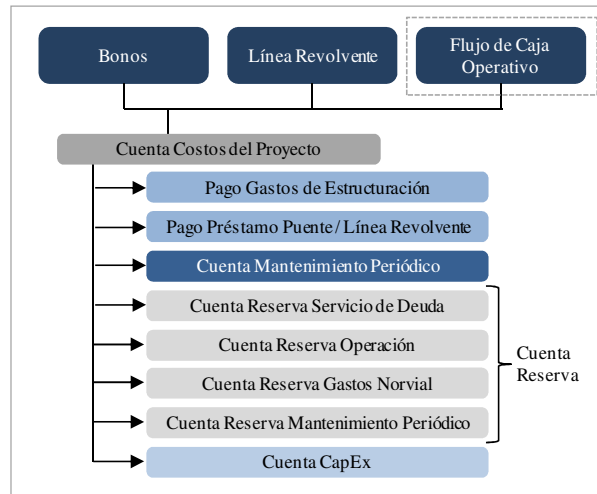 Bonos
Línea Revolvente
Flujo de Caja
Operativo
Cuenta Costos del Proyecto
Pago Gastos de Estructuración
Pago Préstamo Puente / Línea Revolvente
Cuenta Mantenimiento Periódico
Cuenta Reserva Servicio de Deuda
Cuenta Reserva Operación
Cuenta Reserva Gastos Norvial
Cuenta Reserva Mantenimiento Periódico
Cuenta
Reserva
Cuenta CapEx